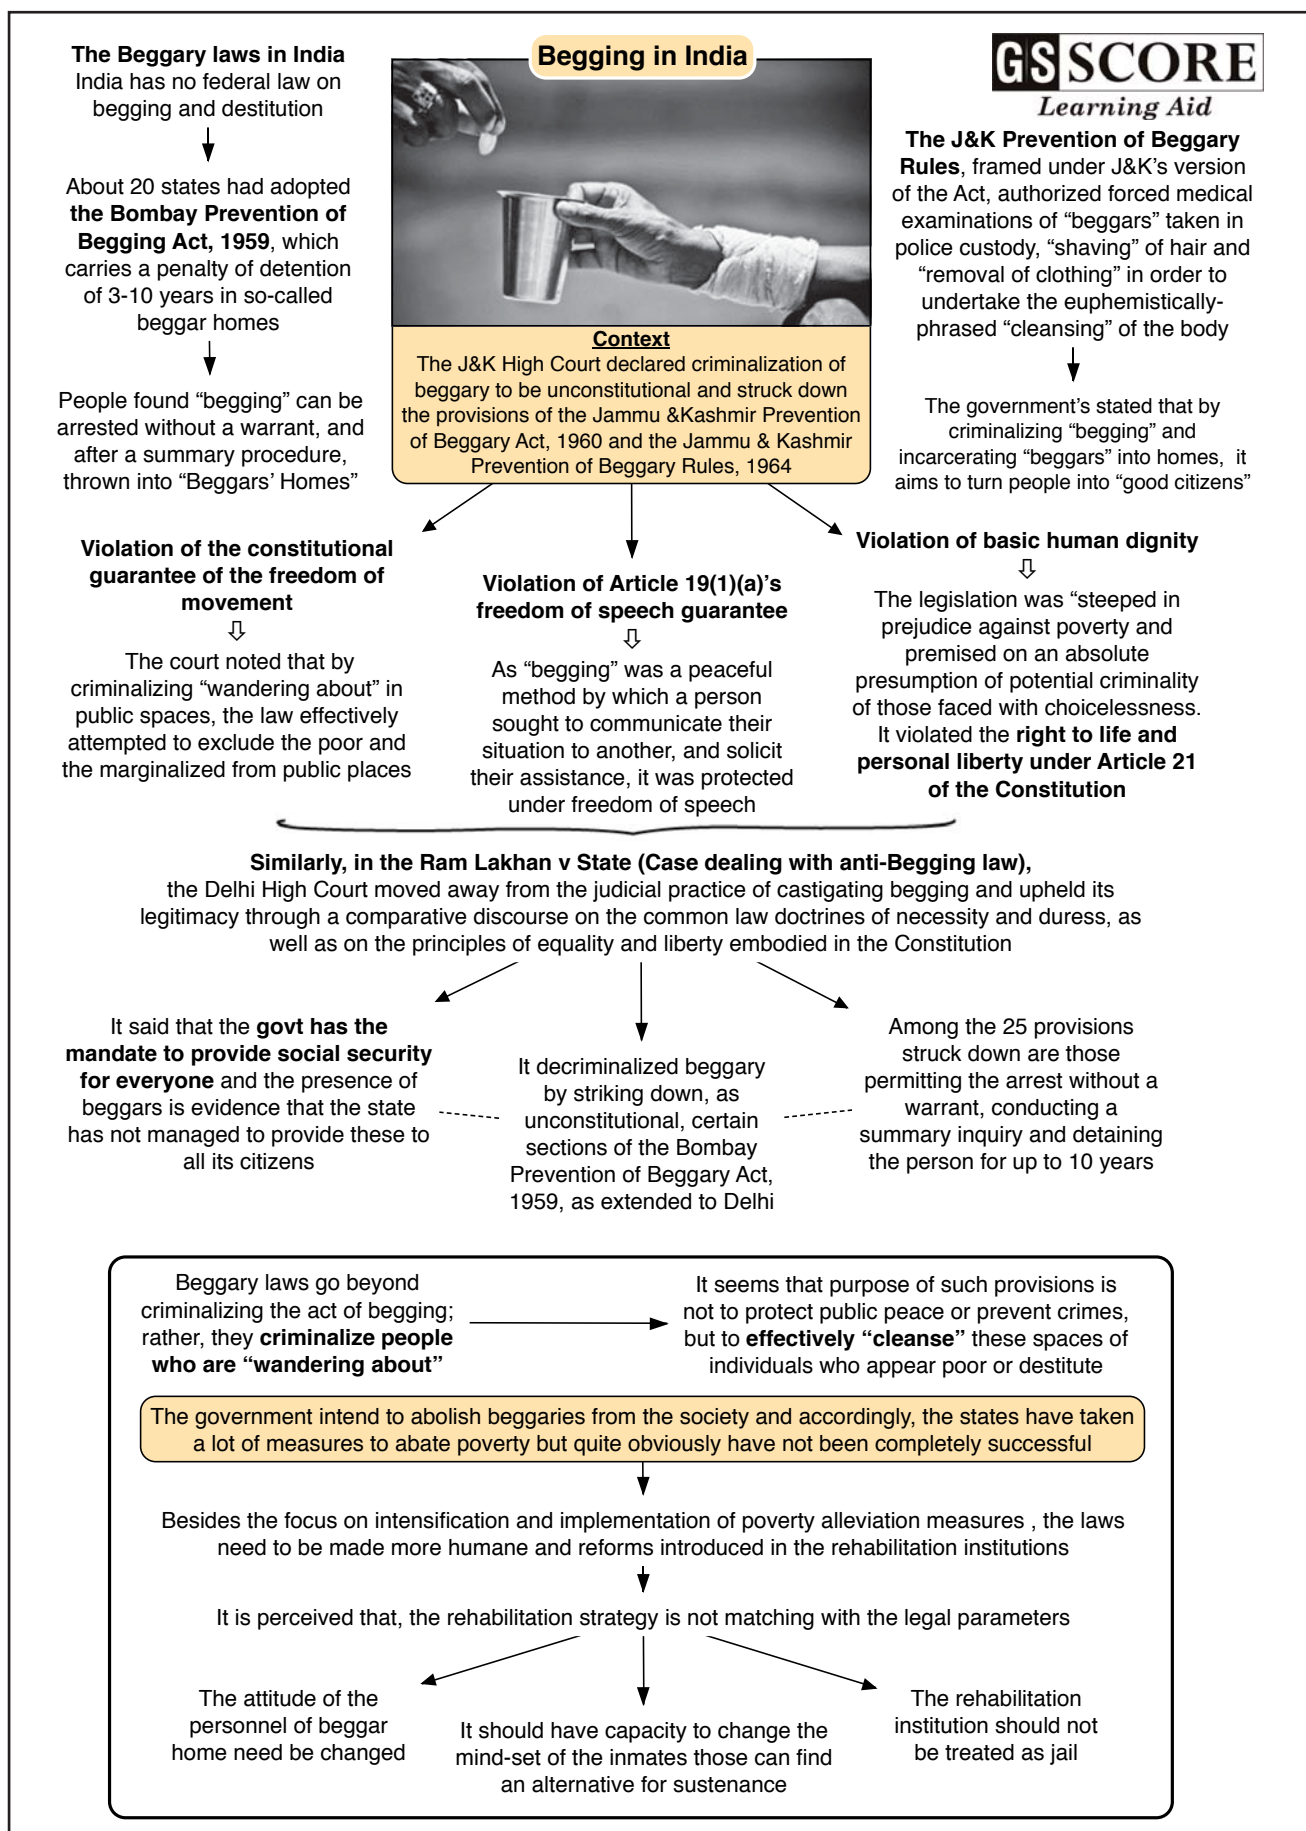 Begging in India
GS SCORE
Learning Aid
The Beggary laws in India
India has no federal law on
begging and destitution
About 20 states had adopted
the Bombay Prevention of
Begging Act, 1959, which
carries a penalty of detention
of 3-10 years in so-called
beggar homes
People found “begging” can be
arrested without a warrant, and
after a summary procedure,
thrown into “Beggars’ Homes”
Context
The J&K High Court declared criminalization of
beggary to be unconstitutional and struck down
the provisions of the Jammu &Kashmir Prevention
of Beggary Act, 1960 and the Jammu & Kashmir
Prevention of Beggary Rules, 1964
The J&K Prevention of Beggary
Rules, framed under J&K’s version
of the Act, authorized forced medical
examinations of “beggars” taken in
police custody, “shaving” of hair and
“removal of clothing” in order to
undertake the euphemistically-
phrased “cleansing” of the body
The government’s stated that by
criminalizing “begging” and
incarcerating “beggars” into homes, it
aims to turn people into “good citizens”
Violation of the constitutional
guarantee of the freedom of
movement
The court noted that by
criminalizing “wandering about” in
public spaces, the law effectively
attempted to exclude the poor and
the marginalized from public places
Violation of Article 19(1)(a)’s
freedom of speech guarantee
As “begging” was a peaceful
method by which a person
sought to communicate their
situation to another, and solicit
their assistance, it was protected
under freedom of speech
Violation of basic human dignity
The legislation was “steeped in
prejudice against poverty and
premised on an absolute
presumption of potential criminality
of those faced with choicelessness.
It violated the right to life and
personal liberty under Article 21
of the Constitution
Similarly, in the Ram Lakhan v State (Case dealing with anti-Begging law),
the Delhi High Court moved away from the judicial practice of castigating begging and upheld its
legitimacy through a comparative discourse on the common law doctrines of necessity and duress, as
well as on the principles of equality and liberty embodied in the Constitution
It said that the govt has the
mandate to provide social security
for everyone and the presence of
beggars is evidence that the state
has not managed to provide these to
all its citizens
It decriminalized beggary
by striking down, as
unconstitutional, certain
sections of the Bombay
Prevention of Beggary Act,
1959, as extended to Delhi
Among the 25 provisions
struck down are those
permitting the arrest without a
warrant, conducting a
summary inquiry and detaining
the person for up to 10 years
Beggary laws go beyond
criminalizing the act of begging;
rather, they criminalize people
who are “wandering about”
It seems that purpose of such provisions is
not to protect public peace or prevent crimes,
but to effectively “cleanse” these spaces of
individuals who appear poor or destitute
The government intend to abolish beggaries from the society and accordingly, the states have taken
a lot of measures to abate poverty but quite obviously have not been completely successful
Besides the focus on intensification and implementation of poverty alleviation measures , the laws
need to be made more humane and reforms introduced in the rehabilitation institutions
It is perceived that, the rehabilitation strategy is not matching with the legal parameters
The attitude of the
personnel of beggar
home need be changed
It should have capacity to change the
mind-set of the inmates those can find
an alternative for sustenance
The rehabilitation
institution should not
be treated as jail